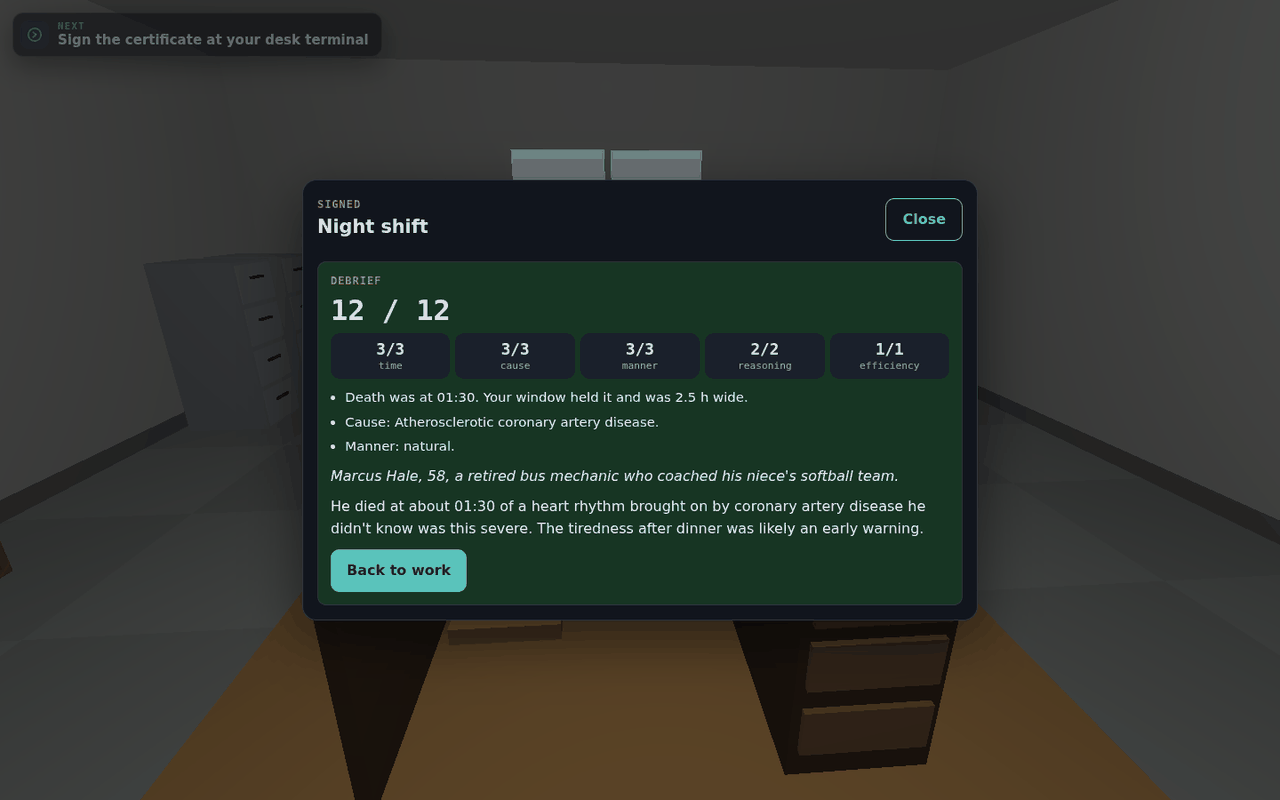 NEXT
Sign the certificate at your desk terminal
SIGNED
Night shift
Close
DEBRIEF
12 / 12
3/3
time
3/3
cause
3/3
manner
2/2
reasoning
1/1
efficiency
• Death was at 01:30. Your window held it and was 2.5 h wide.
• Cause: Atherosclerotic coronary artery disease.
• Manner: natural.
Marcus Hale, 58, a retired bus mechanic who coached his niece's softball team.
He died at about 01:30 of a heart rhythm brought on by coronary artery disease he
didn't know was this severe. The tiredness after dinner was likely an early warning.
Back to work